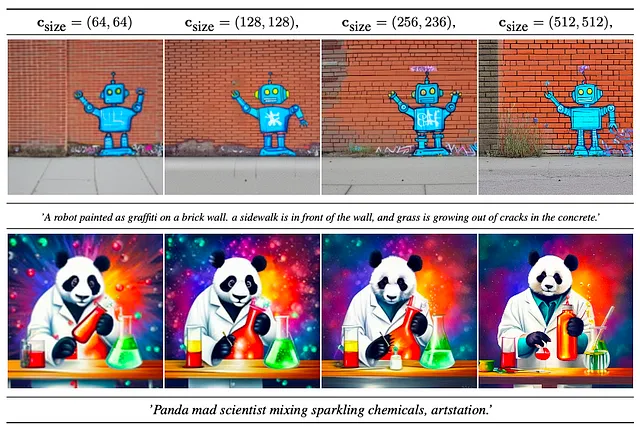 c_size = (64, 64) c_size = (128, 128), c_size = (256, 236), c_size = (512, 512),
'A robot painted as graffiti on a brick wall. a sidewalk is in front of the wall, and grass is growing out of cracks in the concrete.'
'Panda mad scientist mixing sparkling chemicals, artstation.'